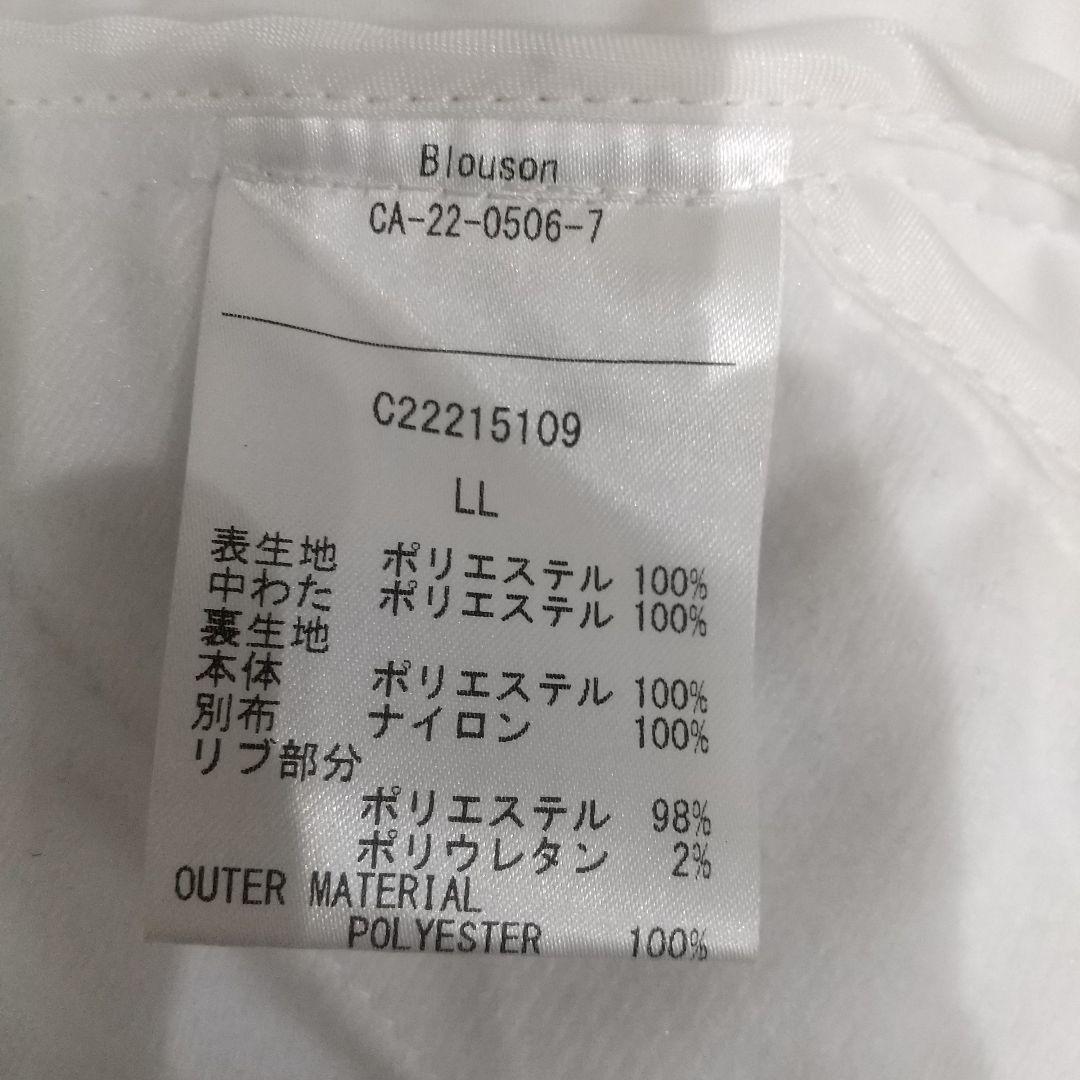 Blouson
CA-22-0506-7
C22215109
LL
表生地 ポリエステル 100%
中わた ポリエステル 100%
裏生地
本体 ポリエステル 100%
別布 ナイロン 100%
リブ部分
ポリエステル 98%
ポリウレタン 2%
OUTER MATERIAL
POLYESTER 100%